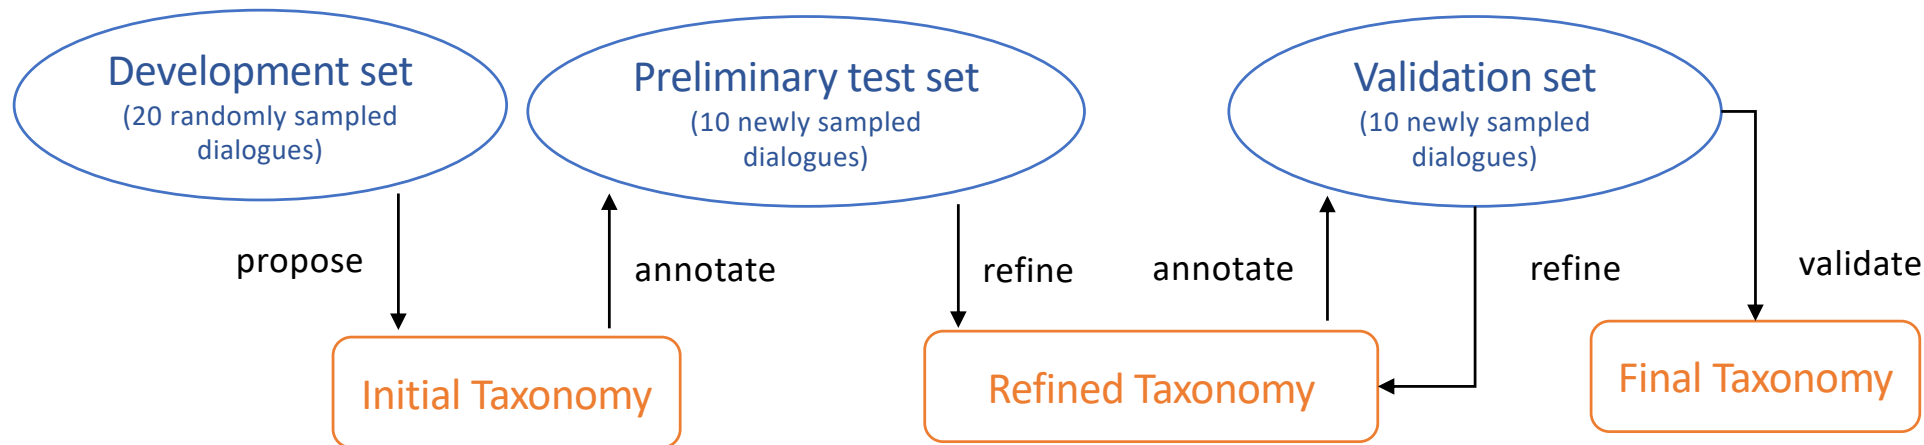 Development set
(20 randomly sampled
dialogues)
Preliminary test set
(10 newly sampled
dialogues)
Validation set
(10 newly sampled
dialogues)
propose
annotate
refine
annotate
refine
validate
Initial Taxonomy
Refined Taxonomy
Final Taxonomy